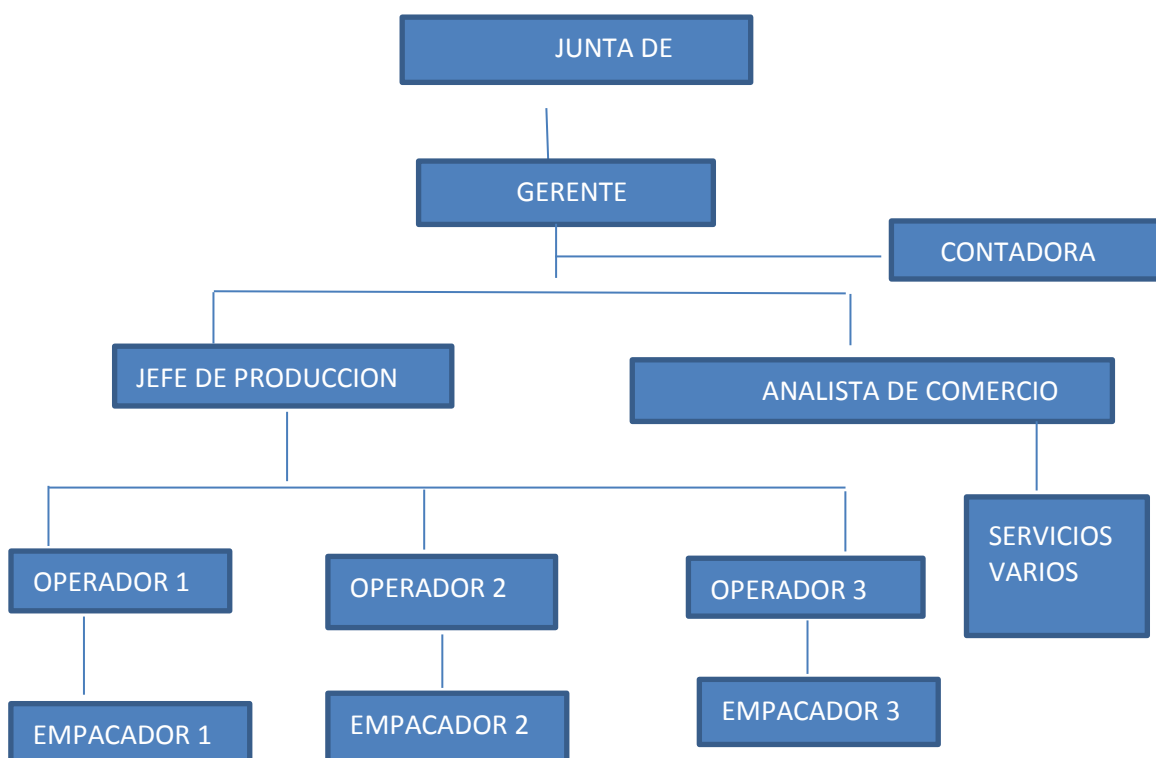 JUNTA DE
GERENTE
CONTADORA
JEFE DE PRODUCCION
ANALISTA DE COMERCIO
SERVICIOS
VARIOS
OPERADOR 1
OPERADOR 2
OPERADOR 3
EMPACADOR 1
EMPACADOR 2
EMPACADOR 3